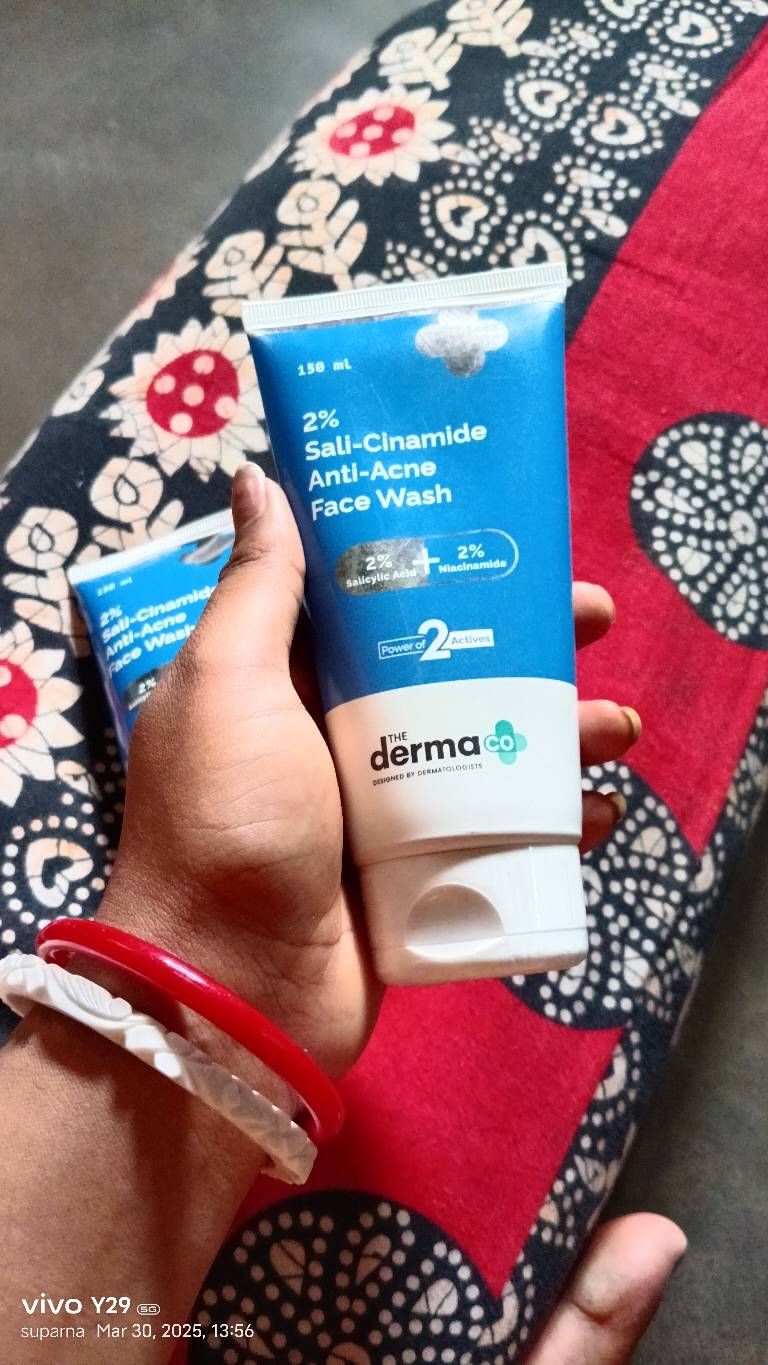 150 ml
2%
Sali-Cinamide
Anti-Acne
Face Wash
2% Salicylic Acid + 2% Niacinamide
Power of 2 Actives
THE
derma co
DESIGNED BY DERMATOLOGISTS
150 ml
2%
Sali-Cinamide
Anti-Acne
Face Wash
2%
vivo Y29 5G
suparna Mar 30, 2025, 13:56